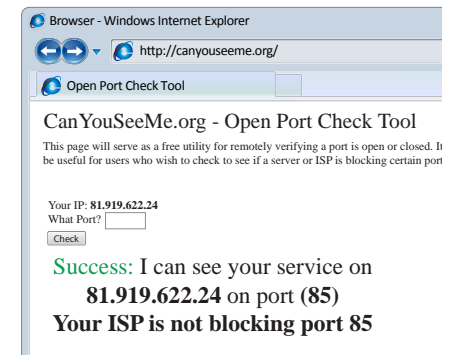 Browser - Windows Internet Explorer
http://canyouseeme.org/
Open Port Check Tool
CanYouSeeMe.org - Open Port Check Tool
This page will serve as a free utility for remotely verifying a port is open or closed. It
be useful for users who wish to check to see if a server or ISP is blocking certain port
Your IP: 81.919.622.24
What Port?
Check
Success: I can see your service on
81.919.622.24 on port (85)
Your ISP is not blocking port 85